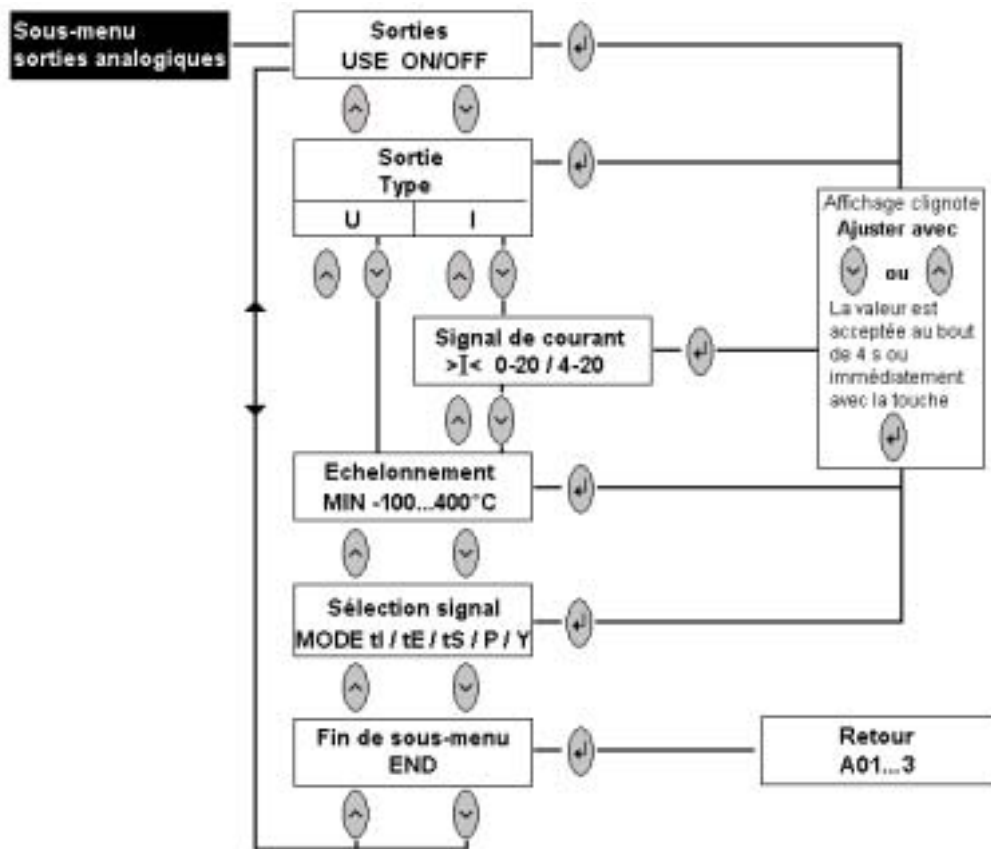 Sous-menu
sorties analogiques
Sorties
USE ON/OFF
Sortie
Type
U
I
Signal de courant
>I< 0-20 / 4-20
Echelonnement
MIN -100...400°C
Sélection signal
MODE tI / tE / tS / P / Y
Fin de sous-menu
END
Affichage clignote
Ajuster avec
ou
La valeur est
acceptée au bout
de 4 s ou
immédiatement
avec la touche
Retour
A01...3